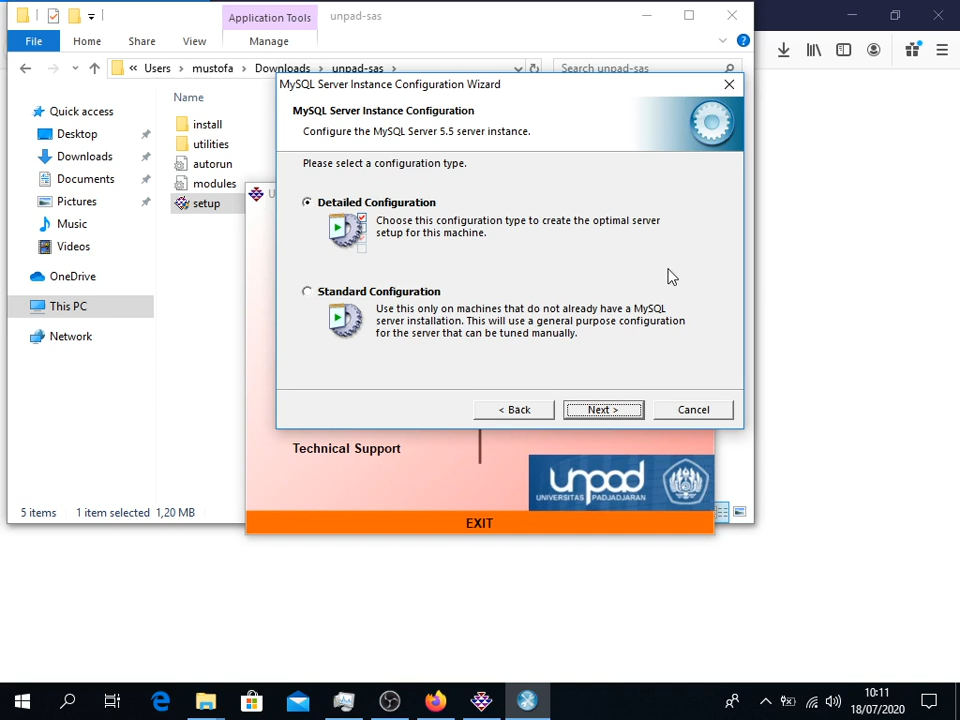 Application Tools
unpad-sas
File
Home
Share
View
Manage
« Users > mustofa > Downloads > unpad-sas >
Search unpad-sas
Quick access
Desktop
Downloads
Documents
Pictures
Music
Videos
OneDrive
This PC
Network
Name
install
utilities
autorun
modules
setup
5 items
1 item selected 1,20 MB
MySQL Server Instance Configuration Wizard
MySQL Server Instance Configuration
Configure the MySQL Server 5.5 server instance.
Please select a configuration type.
Detailed Configuration
Choose this configuration type to create the optimal server
setup for this machine.
Standard Configuration
Use this only on machines that do not already have a MySQL
server installation. This will use a general purpose configuration
for the server that can be tuned manually.
< Back
Next >
Cancel
Technical Support
unpad
UNIVERSITAS PADJADJARAN
EXIT
10:11
18/07/2020